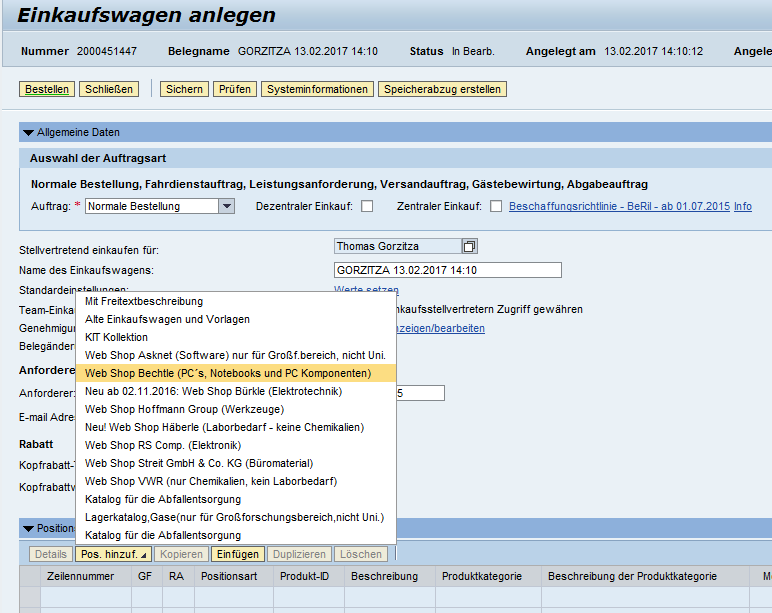 Einkaufswagen anlegen
Nummer 2000451447 Belegname GORZITZA 13.02.2017 14:10 Status In Bearb. Angelegt am 13.02.2017 14:10:12 Angele
Bestellen Schließen Sichern Prüfen Systeminformationen Speicherabzug erstellen
Allgemeine Daten
Auswahl der Auftragsart
Normale Bestellung, Fahrdienstauftrag, Leistungsanforderung, Versandauftrag, Gästebewirtung, Abgabeauftrag
Auftrag: * Normale Bestellung Dezentraler Einkauf: Zentraler Einkauf: Beschaffungsrichtlinie - BeRil - ab 01.07.2015 Info
Stellvertretend einkaufen für: Thomas Gorzitza
Name des Einkaufswagens: GORZITZA 13.02.2017 14:10
Standardeinstellungen: Werte setzen
Team-Einkau nkaufsstellvertretern Zugriff gewähren
Genehmigun nzeigen/bearbeiten
Belegänderu
Anfordere
Anforderer: 5
E-mail Adre
Rabatt
Kopfrabatt-
Kopfrabattw
Mit Freitextbeschreibung
Alte Einkaufswagen und Vorlagen
KIT Kollektion
Web Shop Asknet (Software) nur für Großf.bereich, nicht Uni.
Web Shop Bechtle (PC´s, Notebooks und PC Komponenten)
Neu ab 02.11.2016: Web Shop Bürkle (Elektrotechnik)
Web Shop Hoffmann Group (Werkzeuge)
Neu! Web Shop Häberle (Laborbedarf - keine Chemikalien)
Web Shop RS Comp. (Elektronik)
Web Shop Streit GmbH & Co. KG (Büromaterial)
Web Shop VWR (nur Chemikalien, kein Laborbedarf)
Katalog für die Abfallentsorgung
Lagerkatalog,Gase(nur für Großforschungsbereich,nicht Uni.)
Katalog für die Abfallentsorgung
Position
Details Pos. hinzuf. Kopieren Einfügen Duplizieren Löschen
Zeilennummer GF RA Positionsart Produkt-ID Beschreibung Produktkategorie Beschreibung der Produktkategorie M